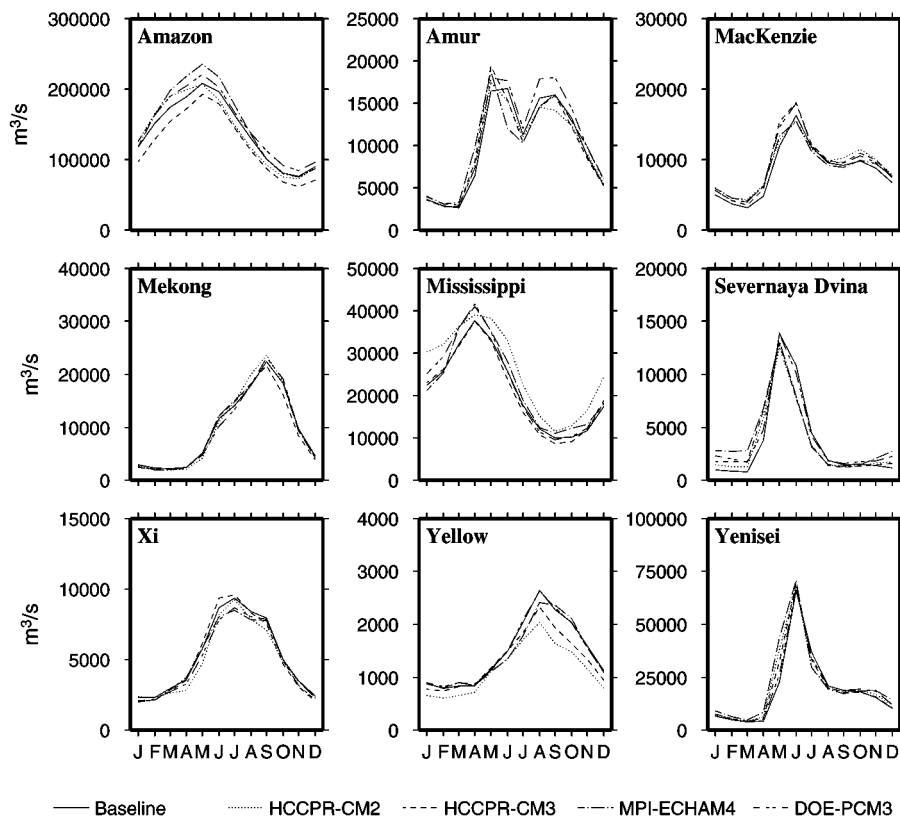 Amazon
Amur
MacKenzie
300000
200000
100000
0
m³/s
25000
20000
15000
10000
5000
0
30000
20000
10000
0
Mekong
Mississippi
Severnaya Dvina
40000
30000
20000
10000
0
m³/s
50000
40000
30000
20000
10000
0
20000
15000
10000
5000
0
Xi
Yellow
Yenisei
15000
10000
5000
0
m³/s
4000
3000
2000
1000
0
100000
75000
50000
25000
0
J F M A M J J A S O N D
J F M A M J J A S O N D
J F M A M J J A S O N D
Baseline HCCPR-CM2 HCCPR-CM3 MPI-ECHAM4 DOE-PCM3